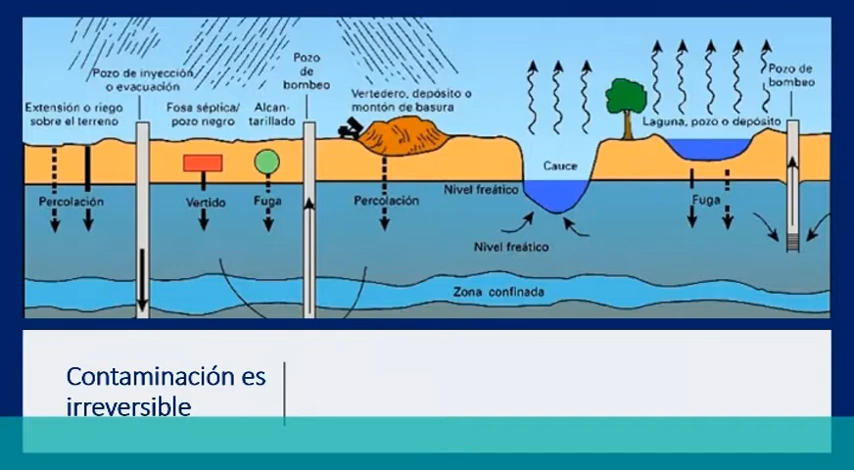 Pozo de inyección
o evacuación
Pozo
de
bombeo
Pozo de
bombeo
Extensión o riego
sobre el terreno
Fosa séptica/
pozo negro
Alcan-
tarillado
Vertedero, depósito o
montón de basura
Laguna, pozo o depósito
Cauce
Percolación
Vertido
Fuga
Percolación
Nivel freático
Fuga
Nivel freático
Zona confinada
Contaminación es
irreversible